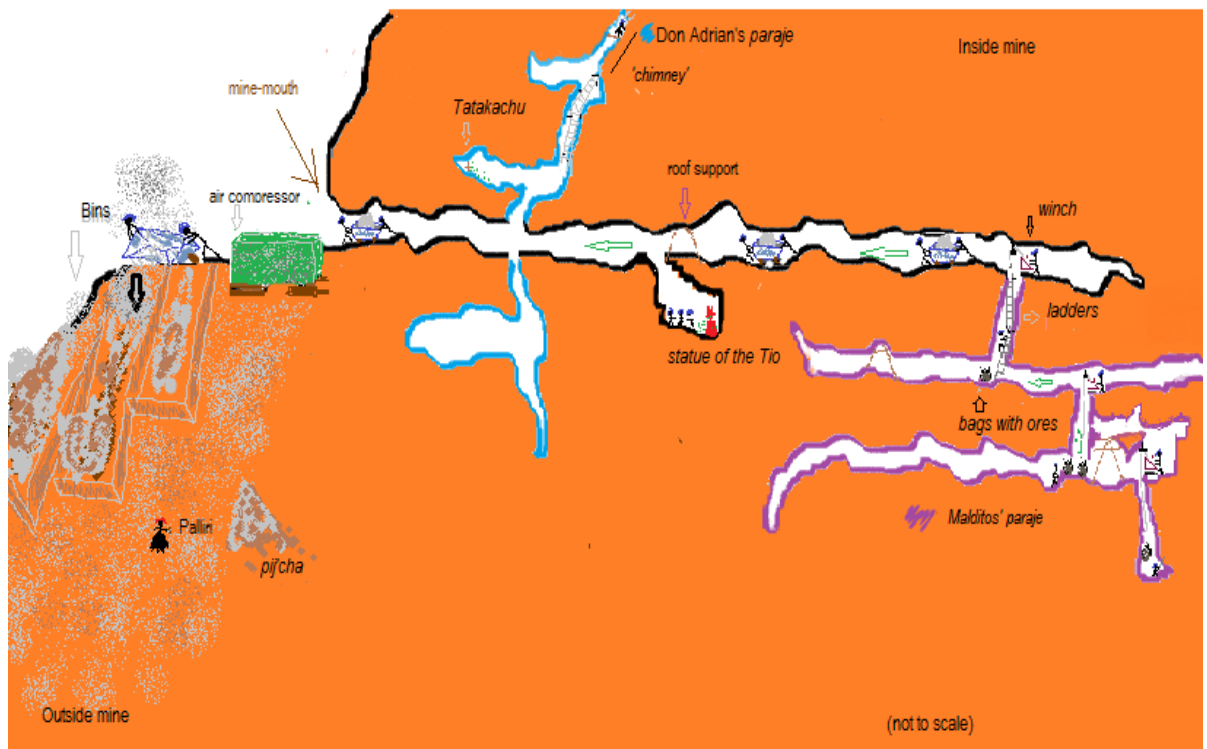 Don Adrian's paraje
Inside mine
'chimney'
mine-mouth
Tatakachu
roof support
air compressor
Bins
winch
ladders
statue of the Tio
bags with ores
Malditos' paraje
Palliri
pij'cha
Outside mine
(not to scale)